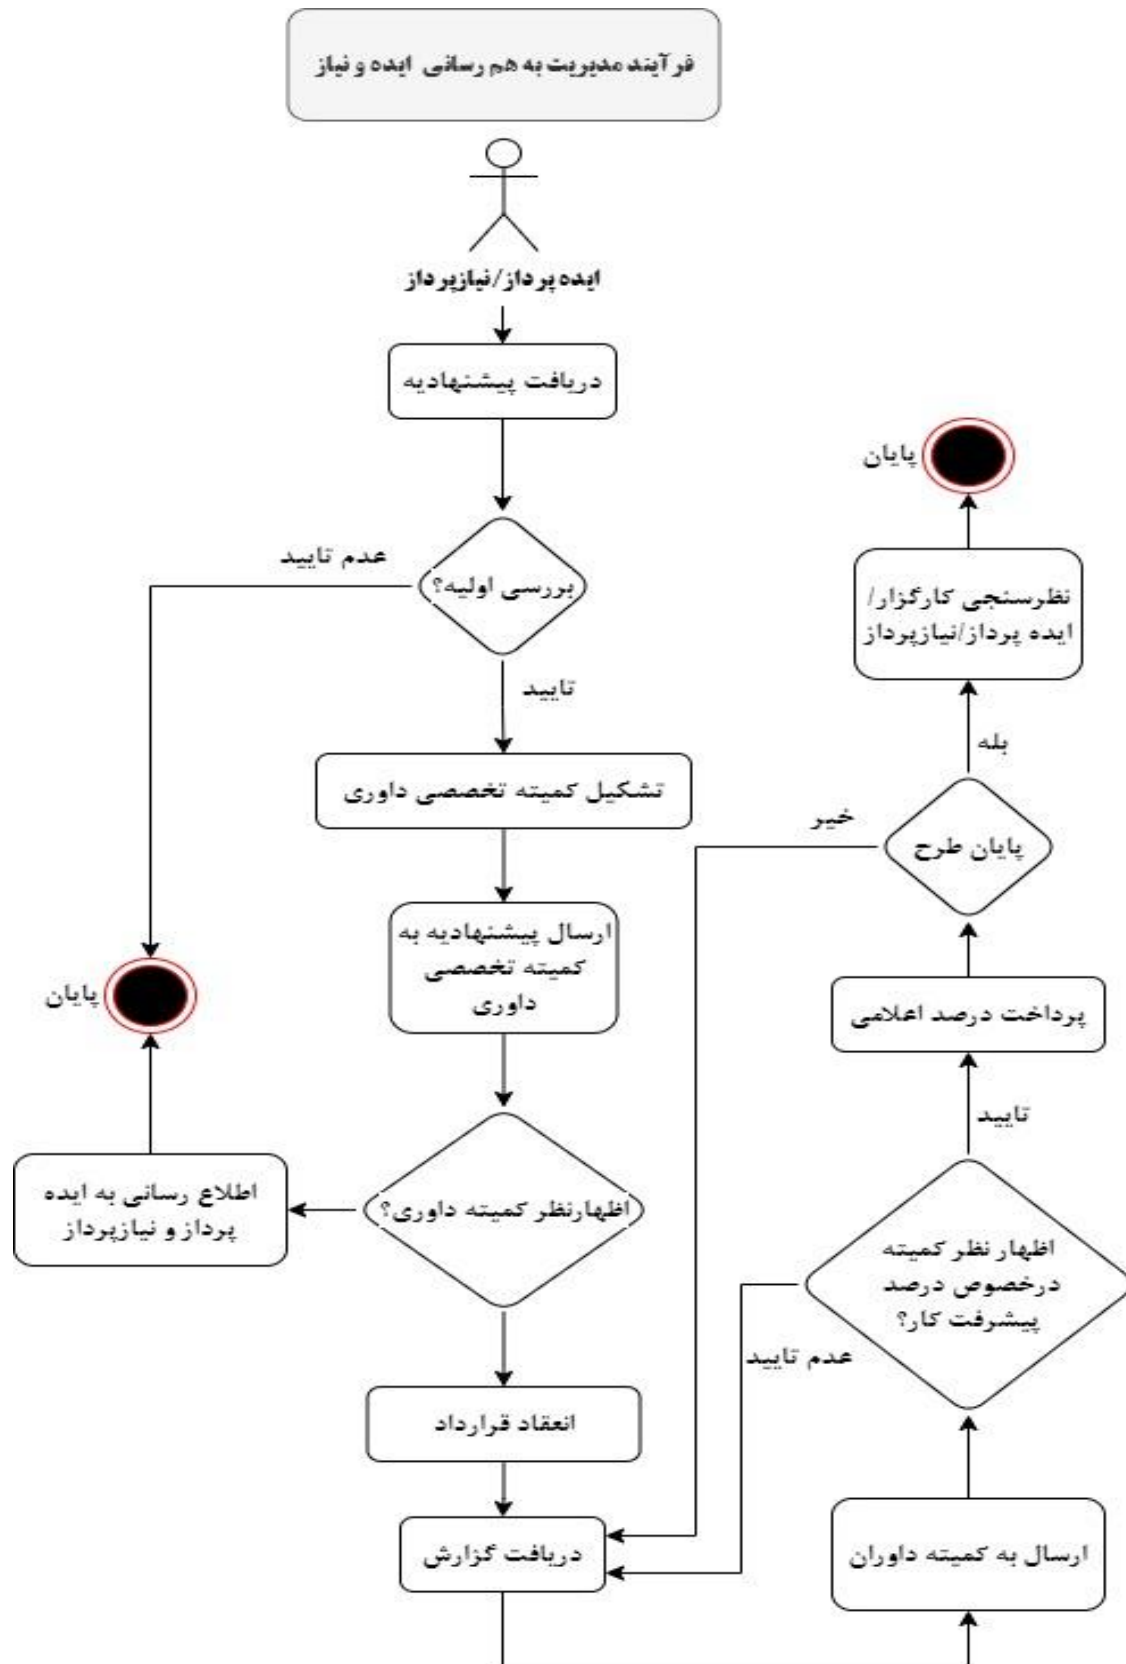 فرآیند مدیریت به هم رسانی ایده و نیاز
ایده پرداز/نیازپرداز
دریافت پیشنهادیه
بررسی اولیه؟
عدم تایید
تایید
تشکیل کمیته تخصصی داوری
ارسال پیشنهادیه به
کمیته تخصصی
داوری
اظهارنظر کمیته داوری؟
اطلاع رسانی به ایده
پرداز و نیازپرداز
پایان
انعقاد قرارداد
دریافت گزارش
ارسال به کمیته داوران
اظهار نظر کمیته
درخصوص درصد
پیشرفت کار؟
عدم تایید
تایید
پرداخت درصد اعلامی
پایان طرح
خیر
بله
نظرسنجی کارگزار/
ایده پرداز/نیازپرداز
پایان